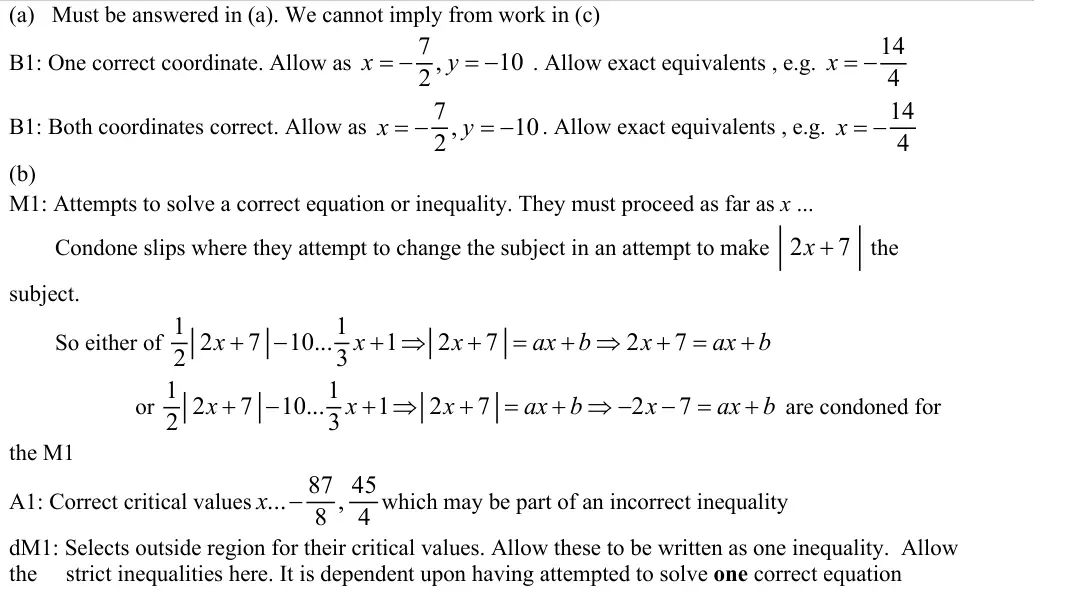 (a) Must be answered in (a). We cannot imply from work in (c)
B1: One correct coordinate. Allow as x = −7/2, y = −10 . Allow exact equivalents , e.g. x = −14/4
B1: Both coordinates correct. Allow as x = −7/2, y = −10. Allow exact equivalents , e.g. x = −14/4
(b)
M1: Attempts to solve a correct equation or inequality. They must proceed as far as x ...
Condone slips where they attempt to change the subject in an attempt to make |2x + 7| the
subject.
So either of 1/2|2x + 7|−10...1/3x +1⇒|2x + 7|= ax + b ⇒ 2x + 7 = ax + b
or 1/2|2x + 7|−10...1/3x +1⇒|2x + 7|= ax + b ⇒ −2x − 7 = ax + b are condoned for
the M1
A1: Correct critical values x...−87/8, 45/4 which may be part of an incorrect inequality
dM1: Selects outside region for their critical values. Allow these to be written as one inequality. Allow
the strict inequalities here. It is dependent upon having attempted to solve one correct equation